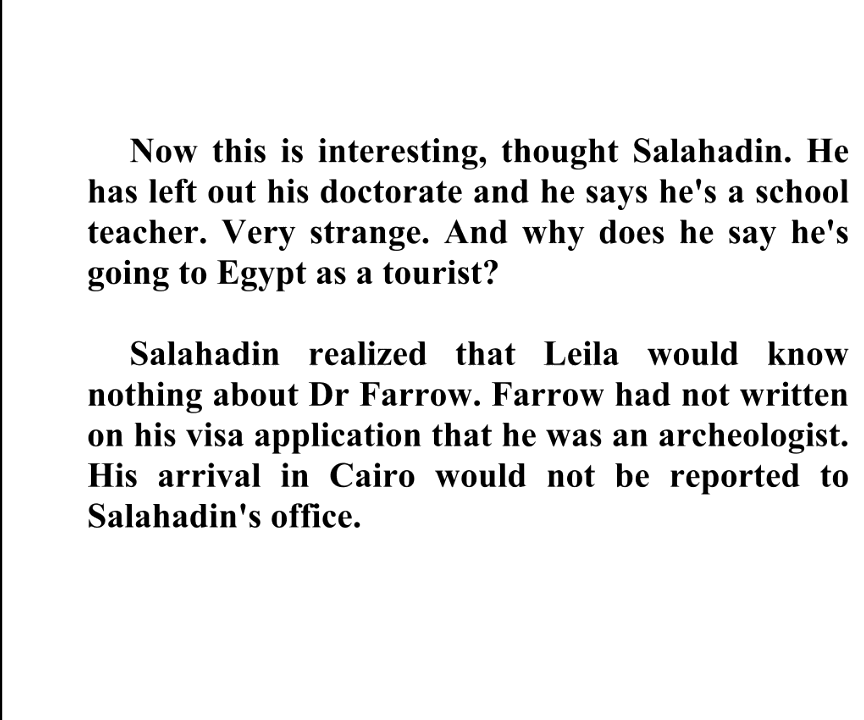 Now this is interesting, thought Salahadin. He
has left out his doctorate and he says he's a school
teacher. Very strange. And why does he say he's
going to Egypt as a tourist?
Salahadin realized that Leila would know
nothing about Dr Farrow. Farrow had not written
on his visa application that he was an archeologist.
His arrival in Cairo would not be reported to
Salahadin's office.